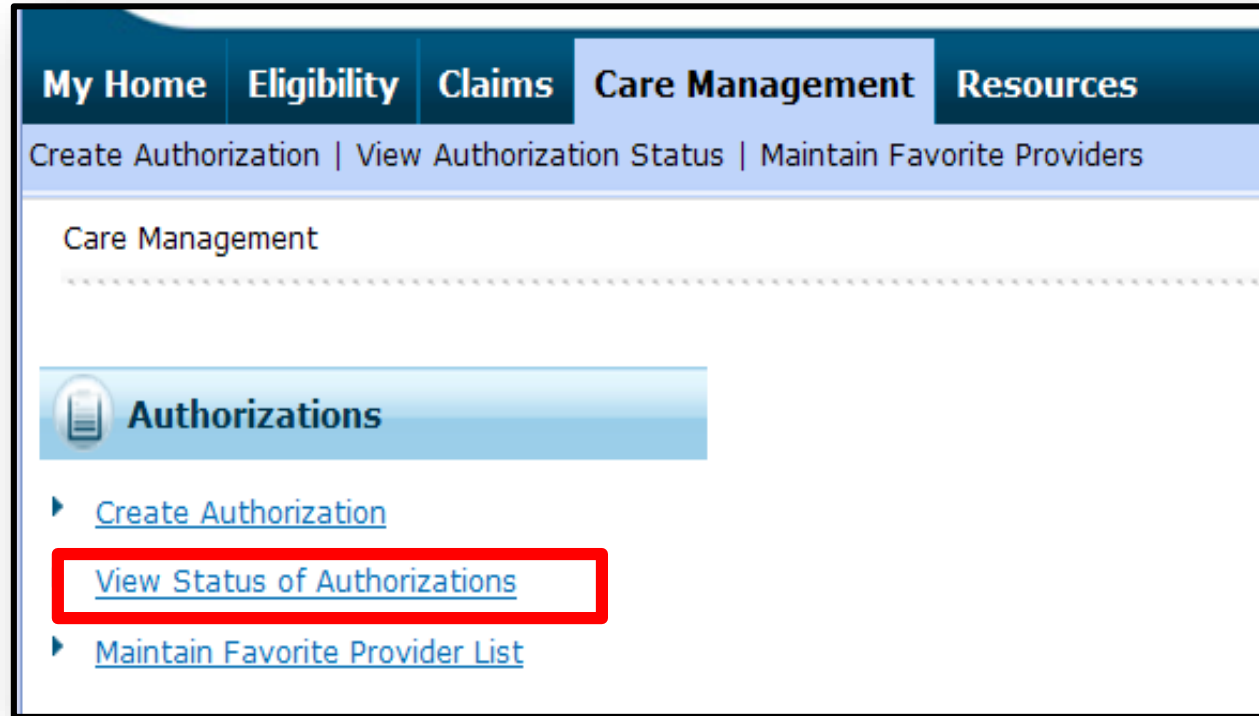 My Home Eligibility Claims Care Management Resources
Create Authorization | View Authorization Status | Maintain Favorite Providers
Care Management
Authorizations
Create Authorization
View Status of Authorizations
Maintain Favorite Provider List